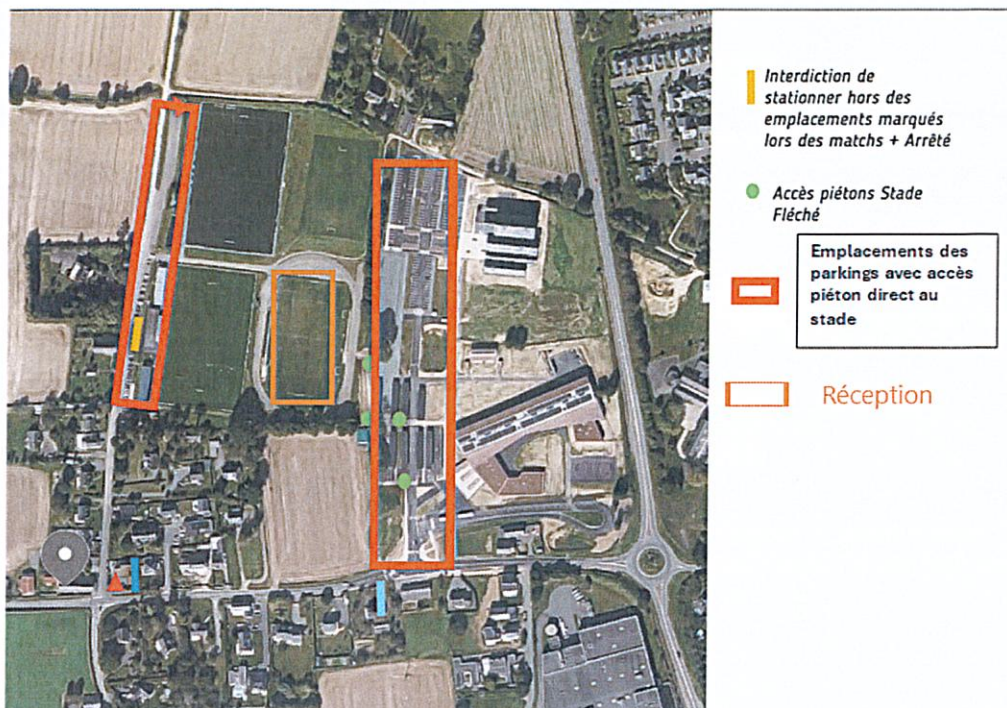 Interdiction de
stationner hors des
emplacements marqués
lors des matchs + Arrêté
Accès piétons Stade
Fléché
Emplacements des
parkings avec accès
piéton direct au
stade
Réception